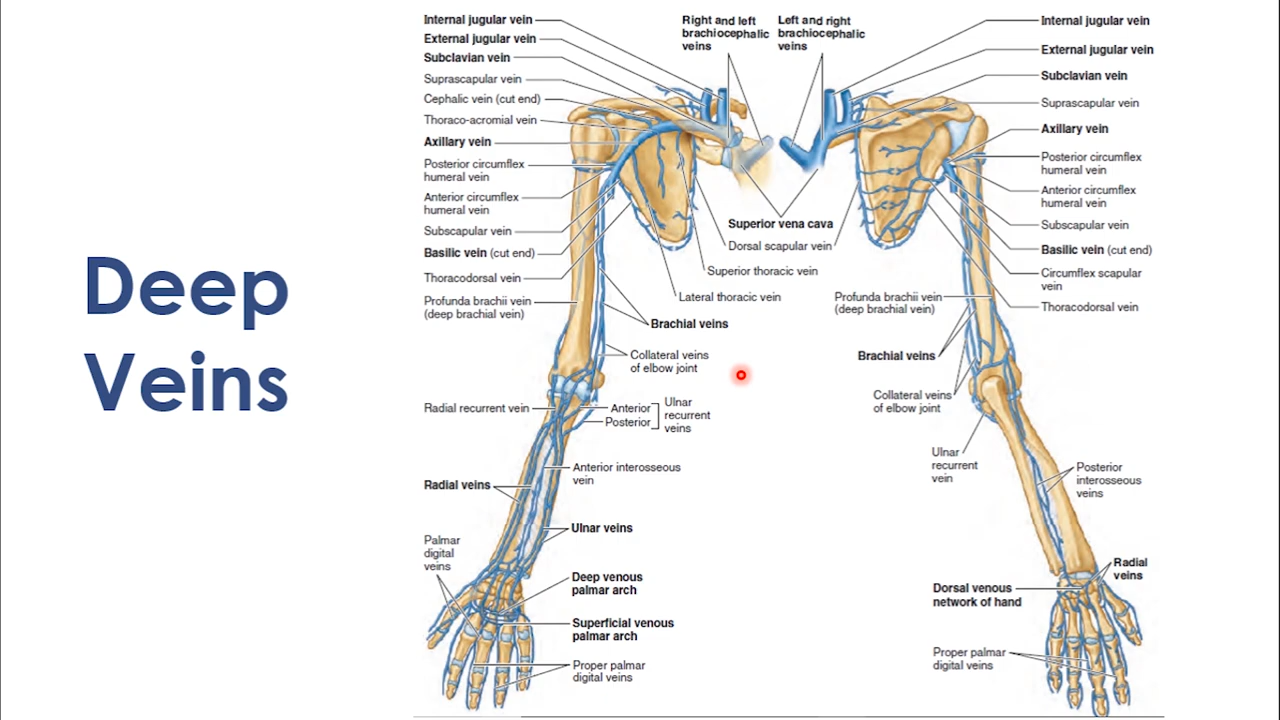 Deep
Veins
Internal jugular vein
External jugular vein
Subclavian vein
Suprascapular vein
Cephalic vein (cut end)
Thoraco-acromial vein
Axillary vein
Posterior circumflex
humeral vein
Anterior circumflex
humeral vein
Subscapular vein
Basilic vein (cut end)
Thoracodorsal vein
Profunda brachii vein
(deep brachial vein)
Radial recurrent vein
Radial veins
Palmar
digital
veins
Right and left
brachiocephalic
veins
Left and right
brachiocephalic
veins
Superior vena cava
Dorsal scapular vein
Superior thoracic vein
Lateral thoracic vein
Brachial veins
Collateral veins
of elbow joint
Anterior
Posterior
Ulnar
recurrent
veins
Anterior interosseous
vein
Ulnar veins
Deep venous
palmar arch
Superficial venous
palmar arch
Proper palmar
digital veins
Internal jugular vein
External jugular vein
Subclavian vein
Suprascapular vein
Axillary vein
Posterior circumflex
humeral vein
Anterior circumflex
humeral vein
Subscapular vein
Basilic vein (cut end)
Circumflex scapular
vein
Thoracodorsal vein
Profunda brachii vein
(deep brachial vein)
Brachial veins
Collateral veins
of elbow joint
Ulnar
recurrent
vein
Posterior
interosseous
veins
Radial
veins
Dorsal venous
network of hand
Proper palmar
digital veins